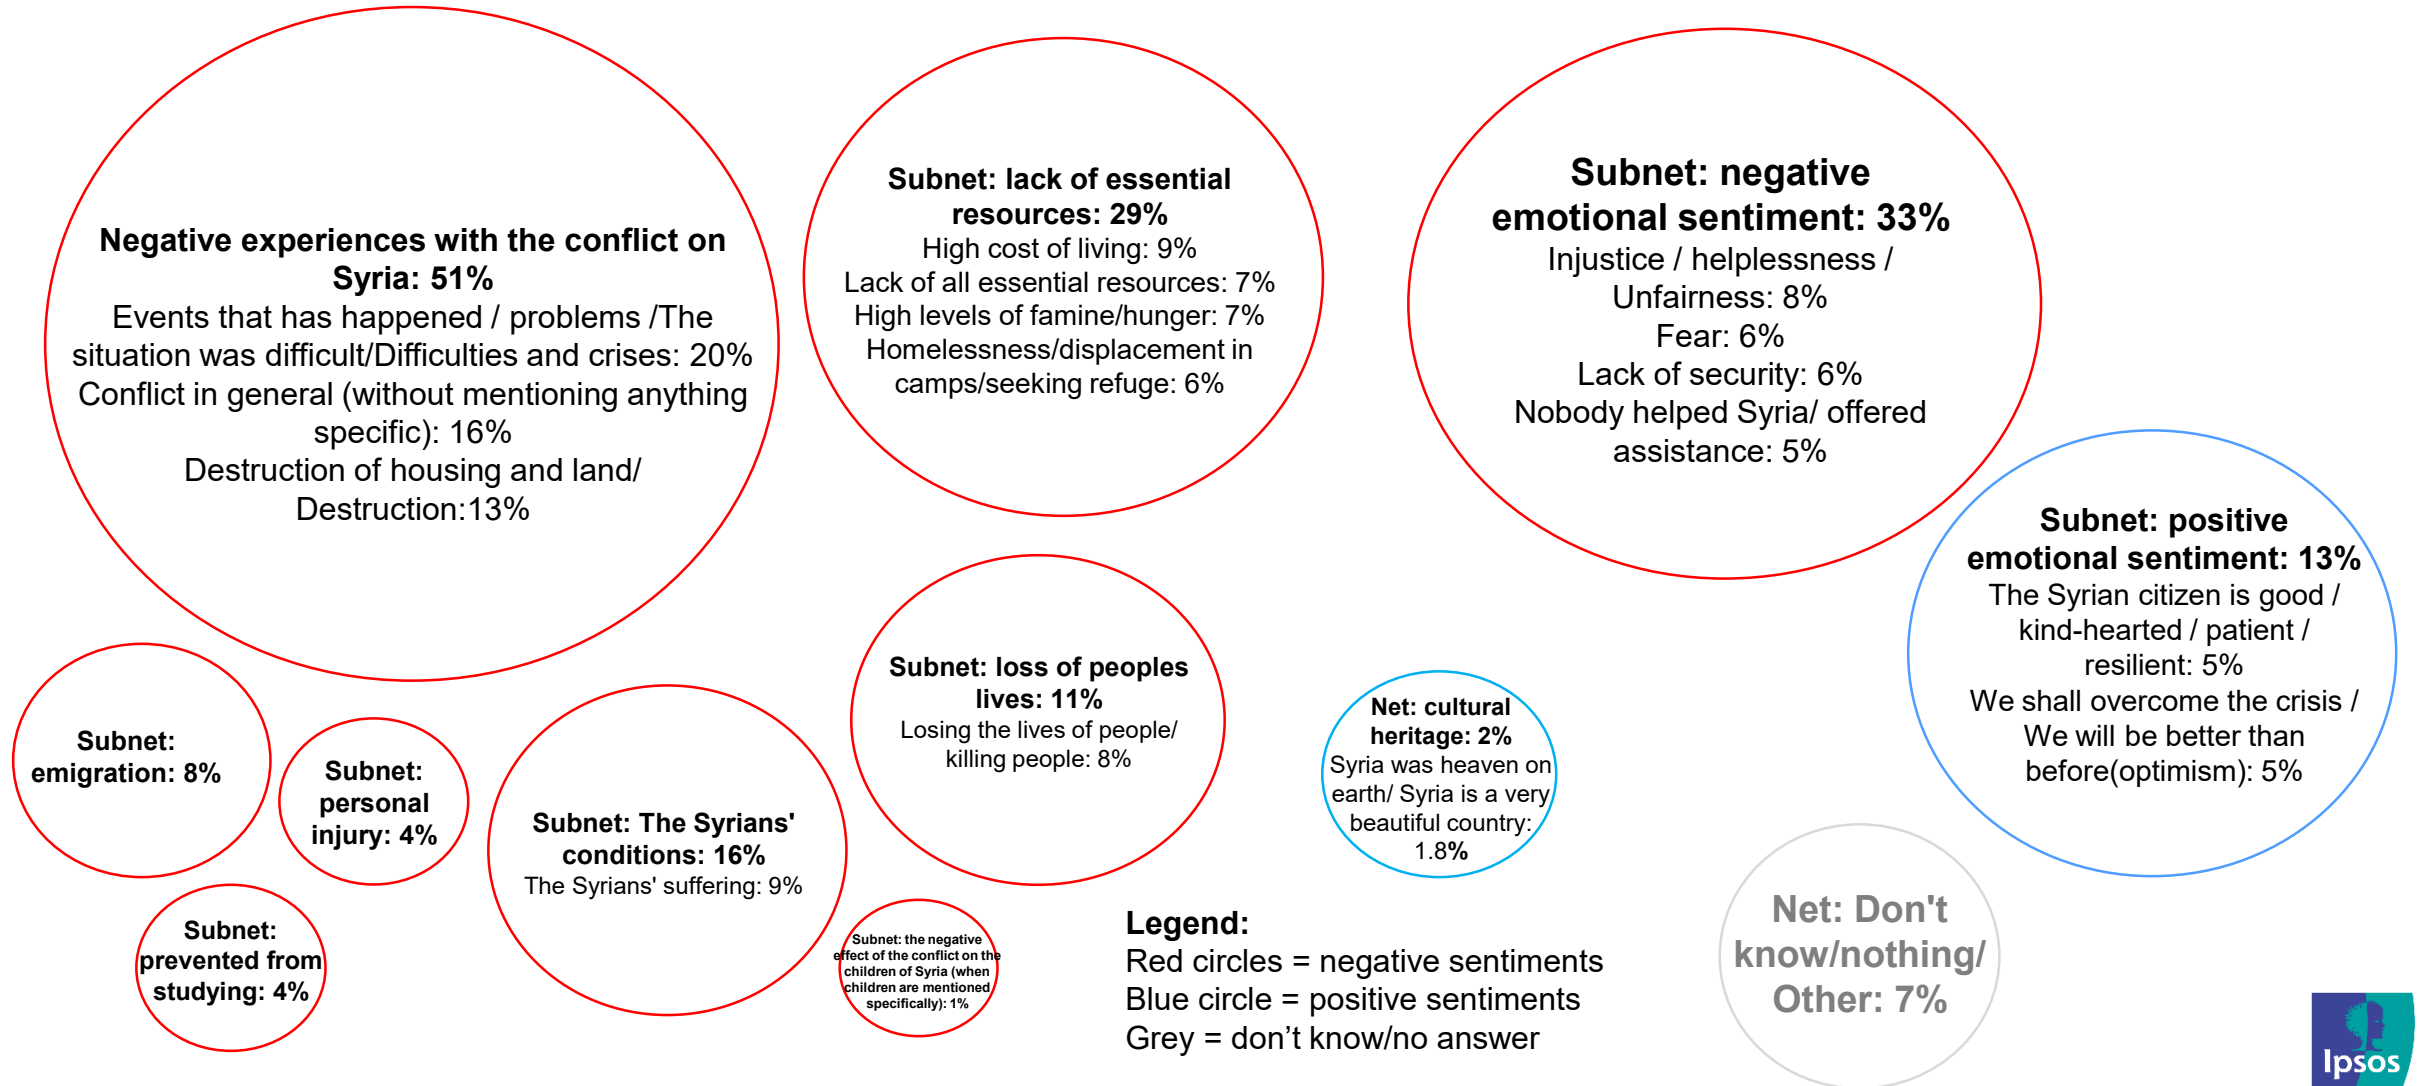 Negative experiences with the conflict on
Syria: 51%
Events that has happened / problems /The
situation was difficult/Difficulties and crises: 20%
Conflict in general (without mentioning anything
specific): 16%
Destruction of housing and land/
Destruction:13%
Subnet: lack of essential
resources: 29%
High cost of living: 9%
Lack of all essential resources: 7%
High levels of famine/hunger: 7%
Homelessness/displacement in
camps/seeking refuge: 6%
Subnet: negative
emotional sentiment: 33%
Injustice / helplessness /
Unfairness: 8%
Fear: 6%
Lack of security: 6%
Nobody helped Syria/ offered
assistance: 5%
Subnet: positive
emotional sentiment: 13%
The Syrian citizen is good /
kind-hearted / patient /
resilient: 5%
We shall overcome the crisis /
We will be better than
before(optimism): 5%
Subnet:
emigration: 8%
Subnet:
personal
injury: 4%
Subnet:
prevented from
studying: 4%
Subnet: The Syrians'
conditions: 16%
The Syrians' suffering: 9%
Subnet: loss of peoples
lives: 11%
Losing the lives of people/
killing people: 8%
Subnet: the negative
effect of the conflict on the
children of Syria (when
children are mentioned
specifically): 1%
Net: cultural
heritage: 2%
Syria was heaven on
earth/ Syria is a very
beautiful country:
1.8%
Legend:
Red circles = negative sentiments
Blue circle = positive sentiments
Grey = don’t know/no answer
Net: Don't
know/nothing/
Other: 7%
Ipsos